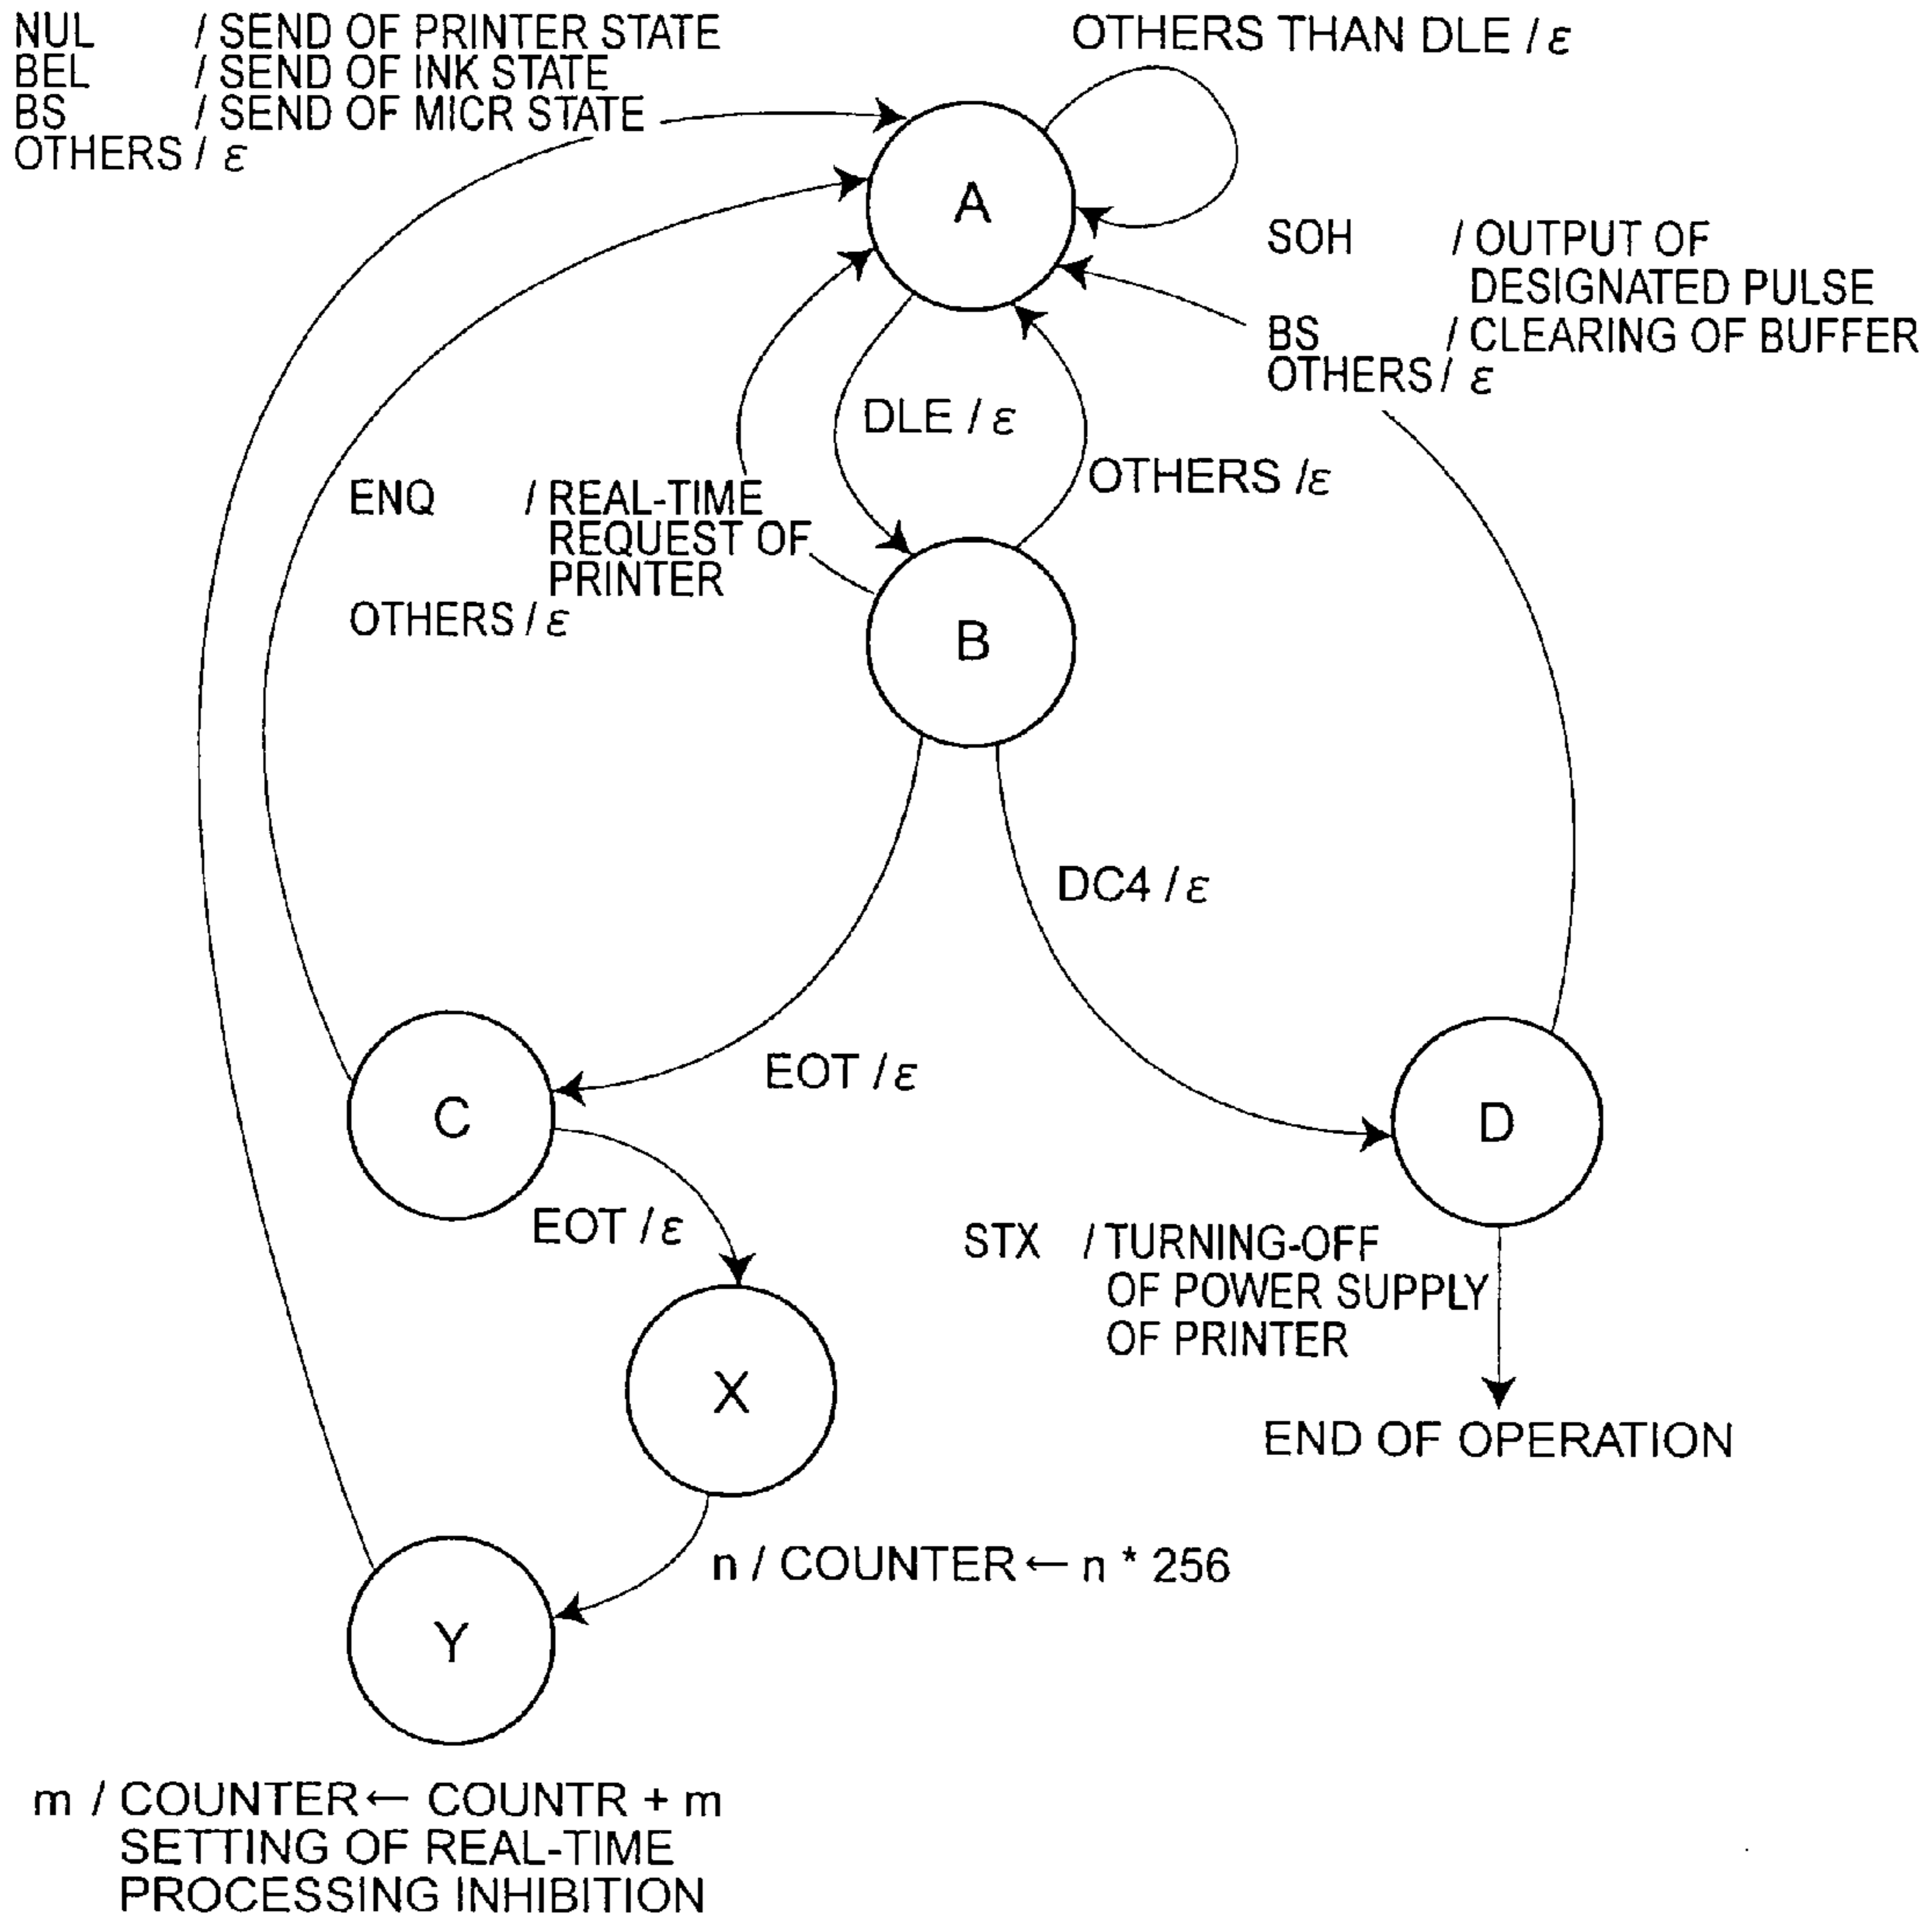 NUL / SEND OF PRINTER STATE
BEL / SEND OF INK STATE
BS / SEND OF MICR STATE
OTHERS / ε
OTHERS THAN DLE / ε
A
SOH / OUTPUT OF
DESIGNATED PULSE
BS / CLEARING OF BUFFER
OTHERS / ε
DLE / ε
OTHERS /ε
ENQ / REAL-TIME
REQUEST OF
PRINTER
OTHERS / ε
B
DC4 / ε
EOT / ε
C
D
EOT / ε
STX / TURNING-OFF
OF POWER SUPPLY
OF PRINTER
X
END OF OPERATION
n / COUNTER ← n * 256
Y
m / COUNTER ← COUNTR + m
SETTING OF REAL-TIME
PROCESSING INHIBITION